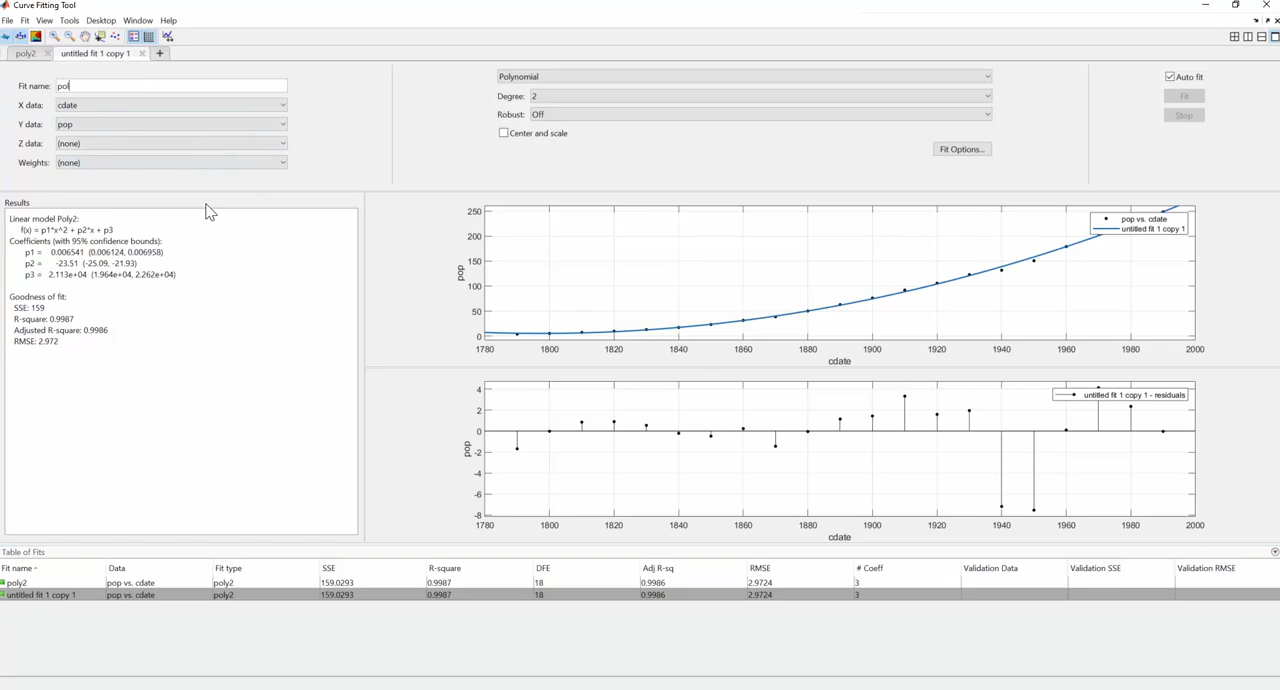 Curve Fitting Tool
File Fit View Tools Desktop Window Help
poly2 untitled fit 1 copy 1
Fit name: pol
X data: cdate
Y data: pop
Z data: (none)
Weights: (none)
Polynomial
Degree: 2
Robust: Off
Center and scale
Fit Options...
Auto fit
Fit
Stop
Results
Linear model Poly2:
f(x) = p1*x^2 + p2*x + p3
Coefficients (with 95% confidence bounds):
p1 = 0.006541 (0.006124, 0.006958)
p2 = -23.51 (-25.09, -21.93)
p3 = 2.113e+04 (1.964e+04, 2.262e+04)
Goodness of fit:
SSE: 159
R-square: 0.9987
Adjusted R-square: 0.9986
RMSE: 2.972
250
200
150
100
50
0
pop
pop vs. cdate
untitled fit 1 copy 1
1780 1800 1820 1840 1860 1880 1900 1920 1940 1960 1980 2000
cdate
4
2
0
-2
-4
-6
-8
pop
untitled fit 1 copy 1 - residuals
1780 1800 1820 1840 1860 1880 1900 1920 1940 1960 1980 2000
cdate
Table of Fits
Fit name Data Fit type SSE R-square DFE Adj R-sq RMSE # Coeff Validation Data Validation SSE Validation RMSE
poly2 pop vs. cdate poly2 159.0293 0.9987 18 0.9986 2.9724 3
untitled fit 1 copy 1 pop vs. cdate poly2 159.0293 0.9987 18 0.9986 2.9724 3